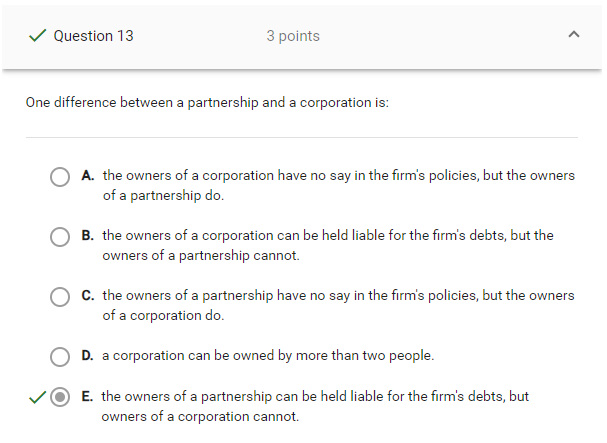 Question 13 3 points
One difference between a partnership and a corporation is:
A. the owners of a corporation have no say in the firm's policies, but the owners
of a partnership do.
B. the owners of a corporation can be held liable for the firm's debts, but the
owners of a partnership cannot.
C. the owners of a partnership have no say in the firm's policies, but the owners
of a corporation do.
D. a corporation can be owned by more than two people.
E. the owners of a partnership can be held liable for the firm's debts, but
owners of a corporation cannot.